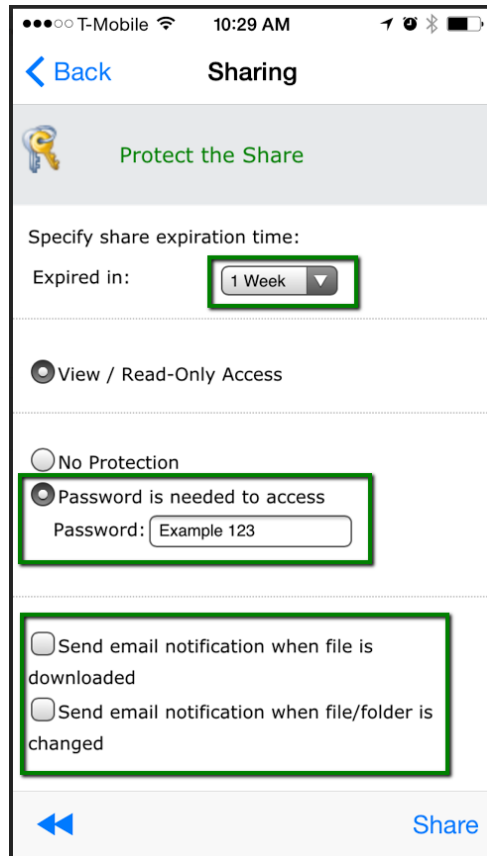 T-Mobile 10:29 AM
Back Sharing
Protect the Share
Specify share expiration time:
Expired in: 1 Week
View / Read-Only Access
No Protection
Password is needed to access
Password: Example 123
Send email notification when file is
downloaded
Send email notification when file/folder is
changed
Share